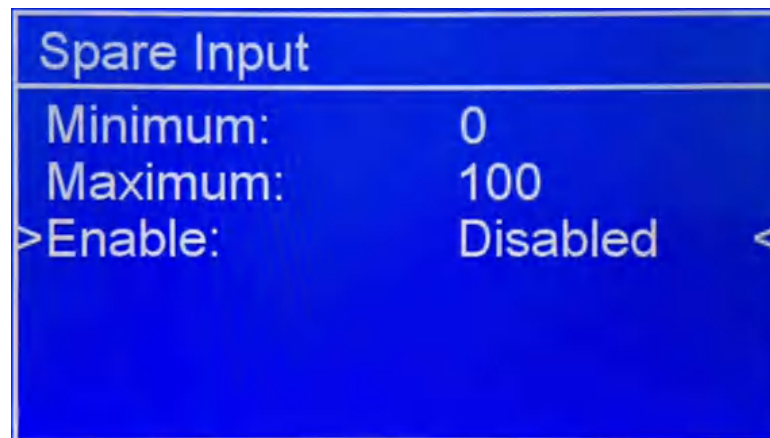 Spare Input
Minimum: 0
Maximum: 100
>Enable: Disabled <